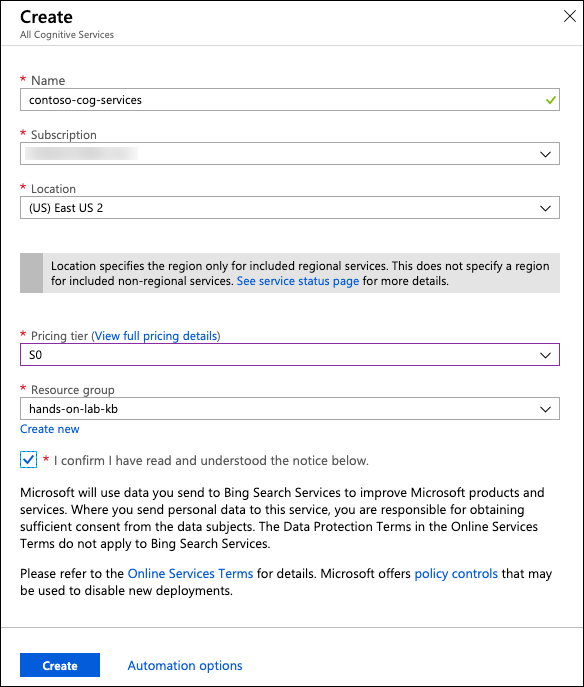 Create
All Cognitive Services
* Name
contoso-cog-services
* Subscription
* Location
(US) East US 2
Location specifies the region only for included regional services. This does not specify a region
for included non-regional services. See service status page for more details.
* Pricing tier (View full pricing details)
S0
* Resource group
hands-on-lab-kb
Create new
* I confirm I have read and understood the notice below.
Microsoft will use data you send to Bing Search Services to improve Microsoft products and
services. Where you send personal data to this service, you are responsible for obtaining
sufficient consent from the data subjects. The Data Protection Terms in the Online Services
Terms do not apply to Bing Search Services.
Please refer to the Online Services Terms for details. Microsoft offers policy controls that may
be used to disable new deployments.
Create
Automation options